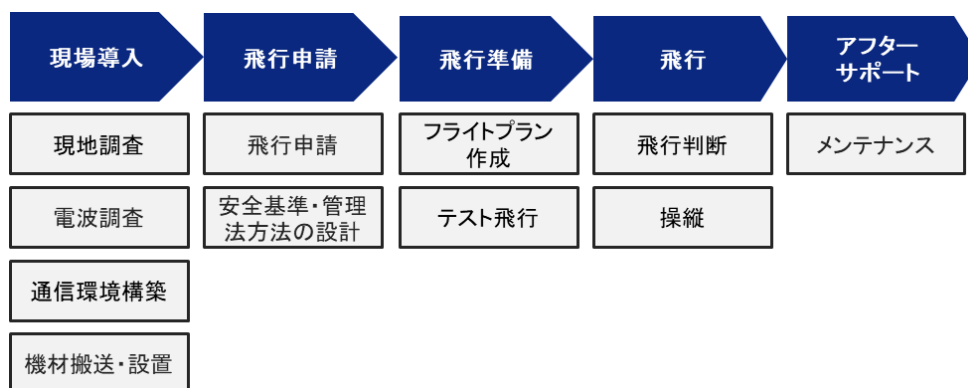 現場導入
飛行申請
飛行準備
飛行
アフター
サポート
現地調査
飛行申請
フライトプラン
作成
飛行判断
メンテナンス
電波調査
安全基準・管理
法方法の設計
テスト飛行
操縦
通信環境構築
機材搬送・設置